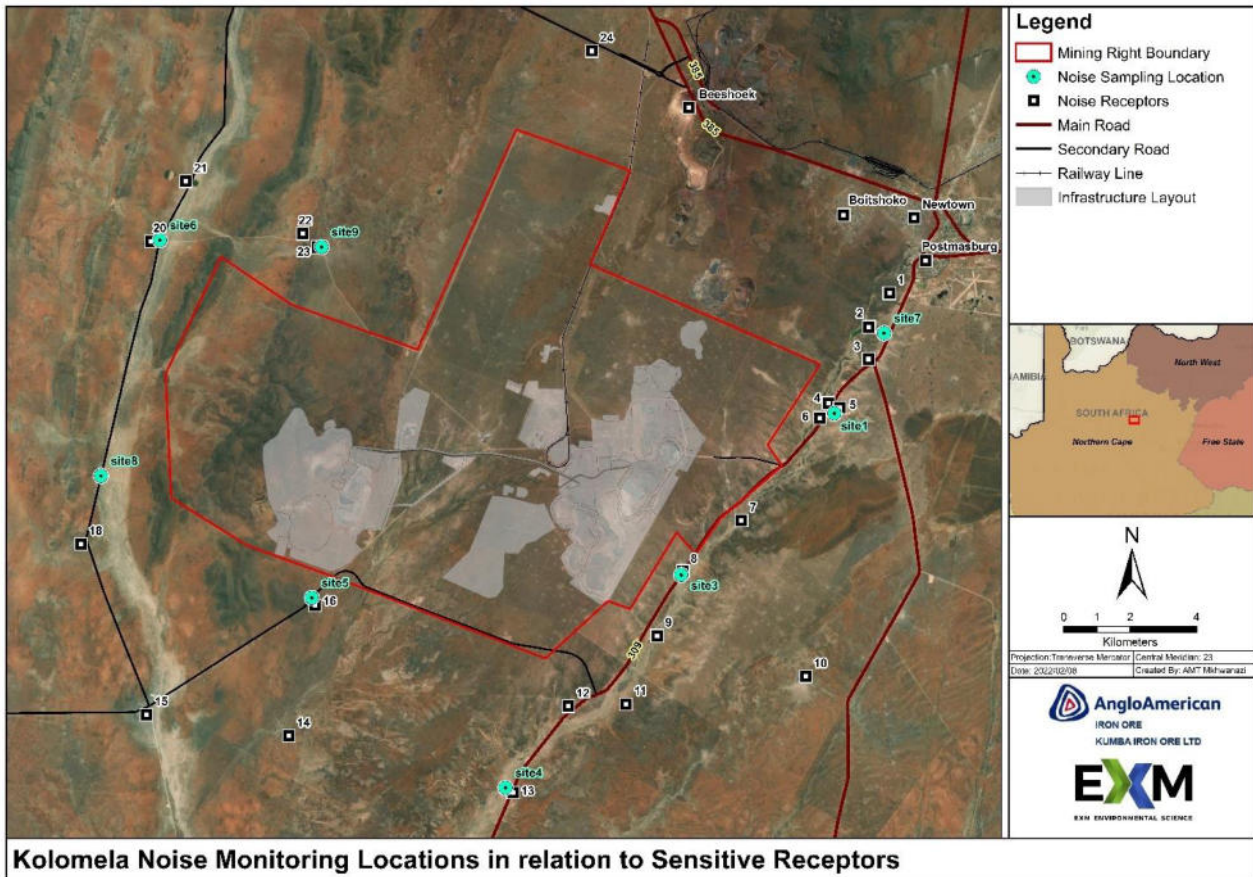 24
385
Beeshoek
385
21
Boitshoko
Newtown
22
20
site6
site9
23
Postmasburg
1
2
site7
3
4
5
6
site1
site8
7
18
8
site3
site5
16
9
309
10
15
12
11
14
site4
13
Legend
Mining Right Boundary
Noise Sampling Location
Noise Receptors
Main Road
Secondary Road
Railway Line
Infrastructure Layout
BOTSWANA
North West
NAMIBIA
SOUTH AFRICA
Northern Cape
Free State
N
0 1 2 4
Kilometers
Projection:Transverse Mercator Central Meridian: 23
Date: 2022/02/08 Created By: AMT Mkhwanazi
AngloAmerican
IRON ORE
KUMBA IRON ORE LTD
EXM
EXM ENVIRONMENTAL SCIENCE
Kolomela Noise Monitoring Locations in relation to Sensitive Receptors